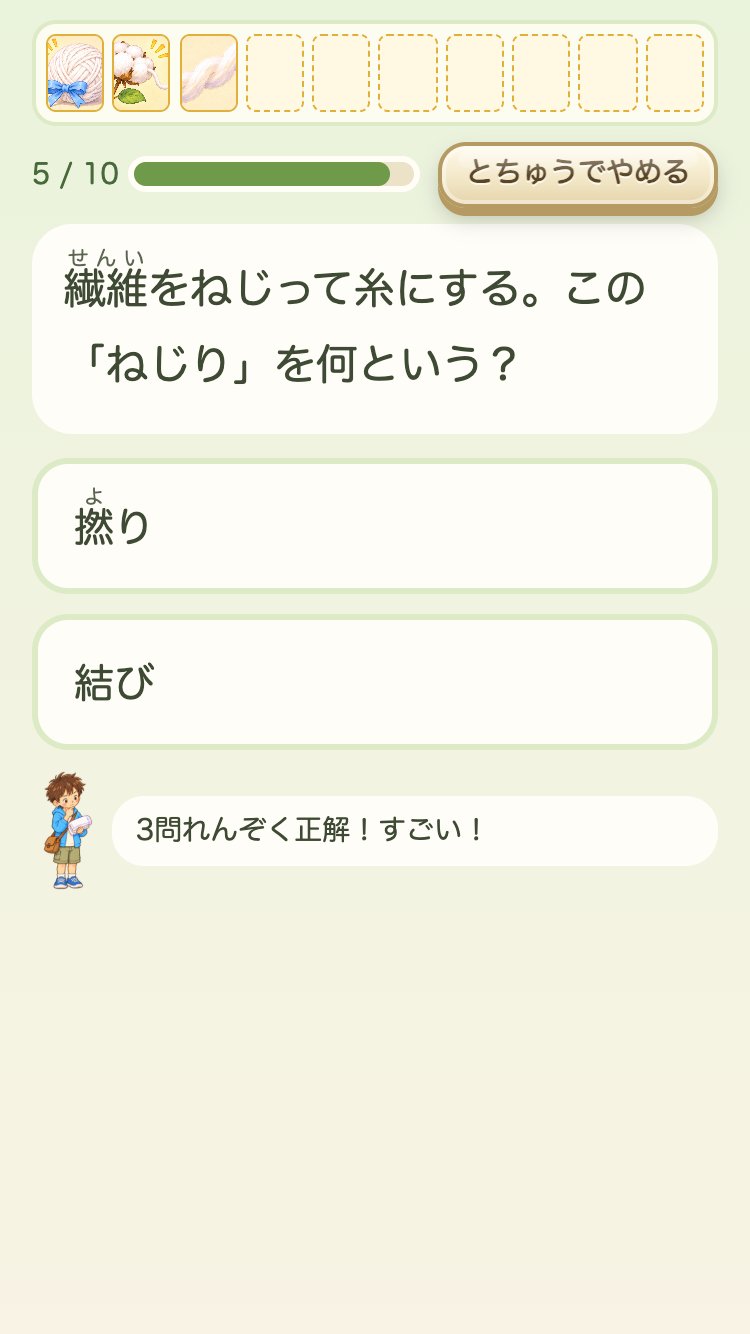 5 / 10
とちゅうでやめる
せんい
繊維をねじって糸にする。この
「ねじり」を何という？
よ
撚り
結び
3問れんぞく正解！すごい！